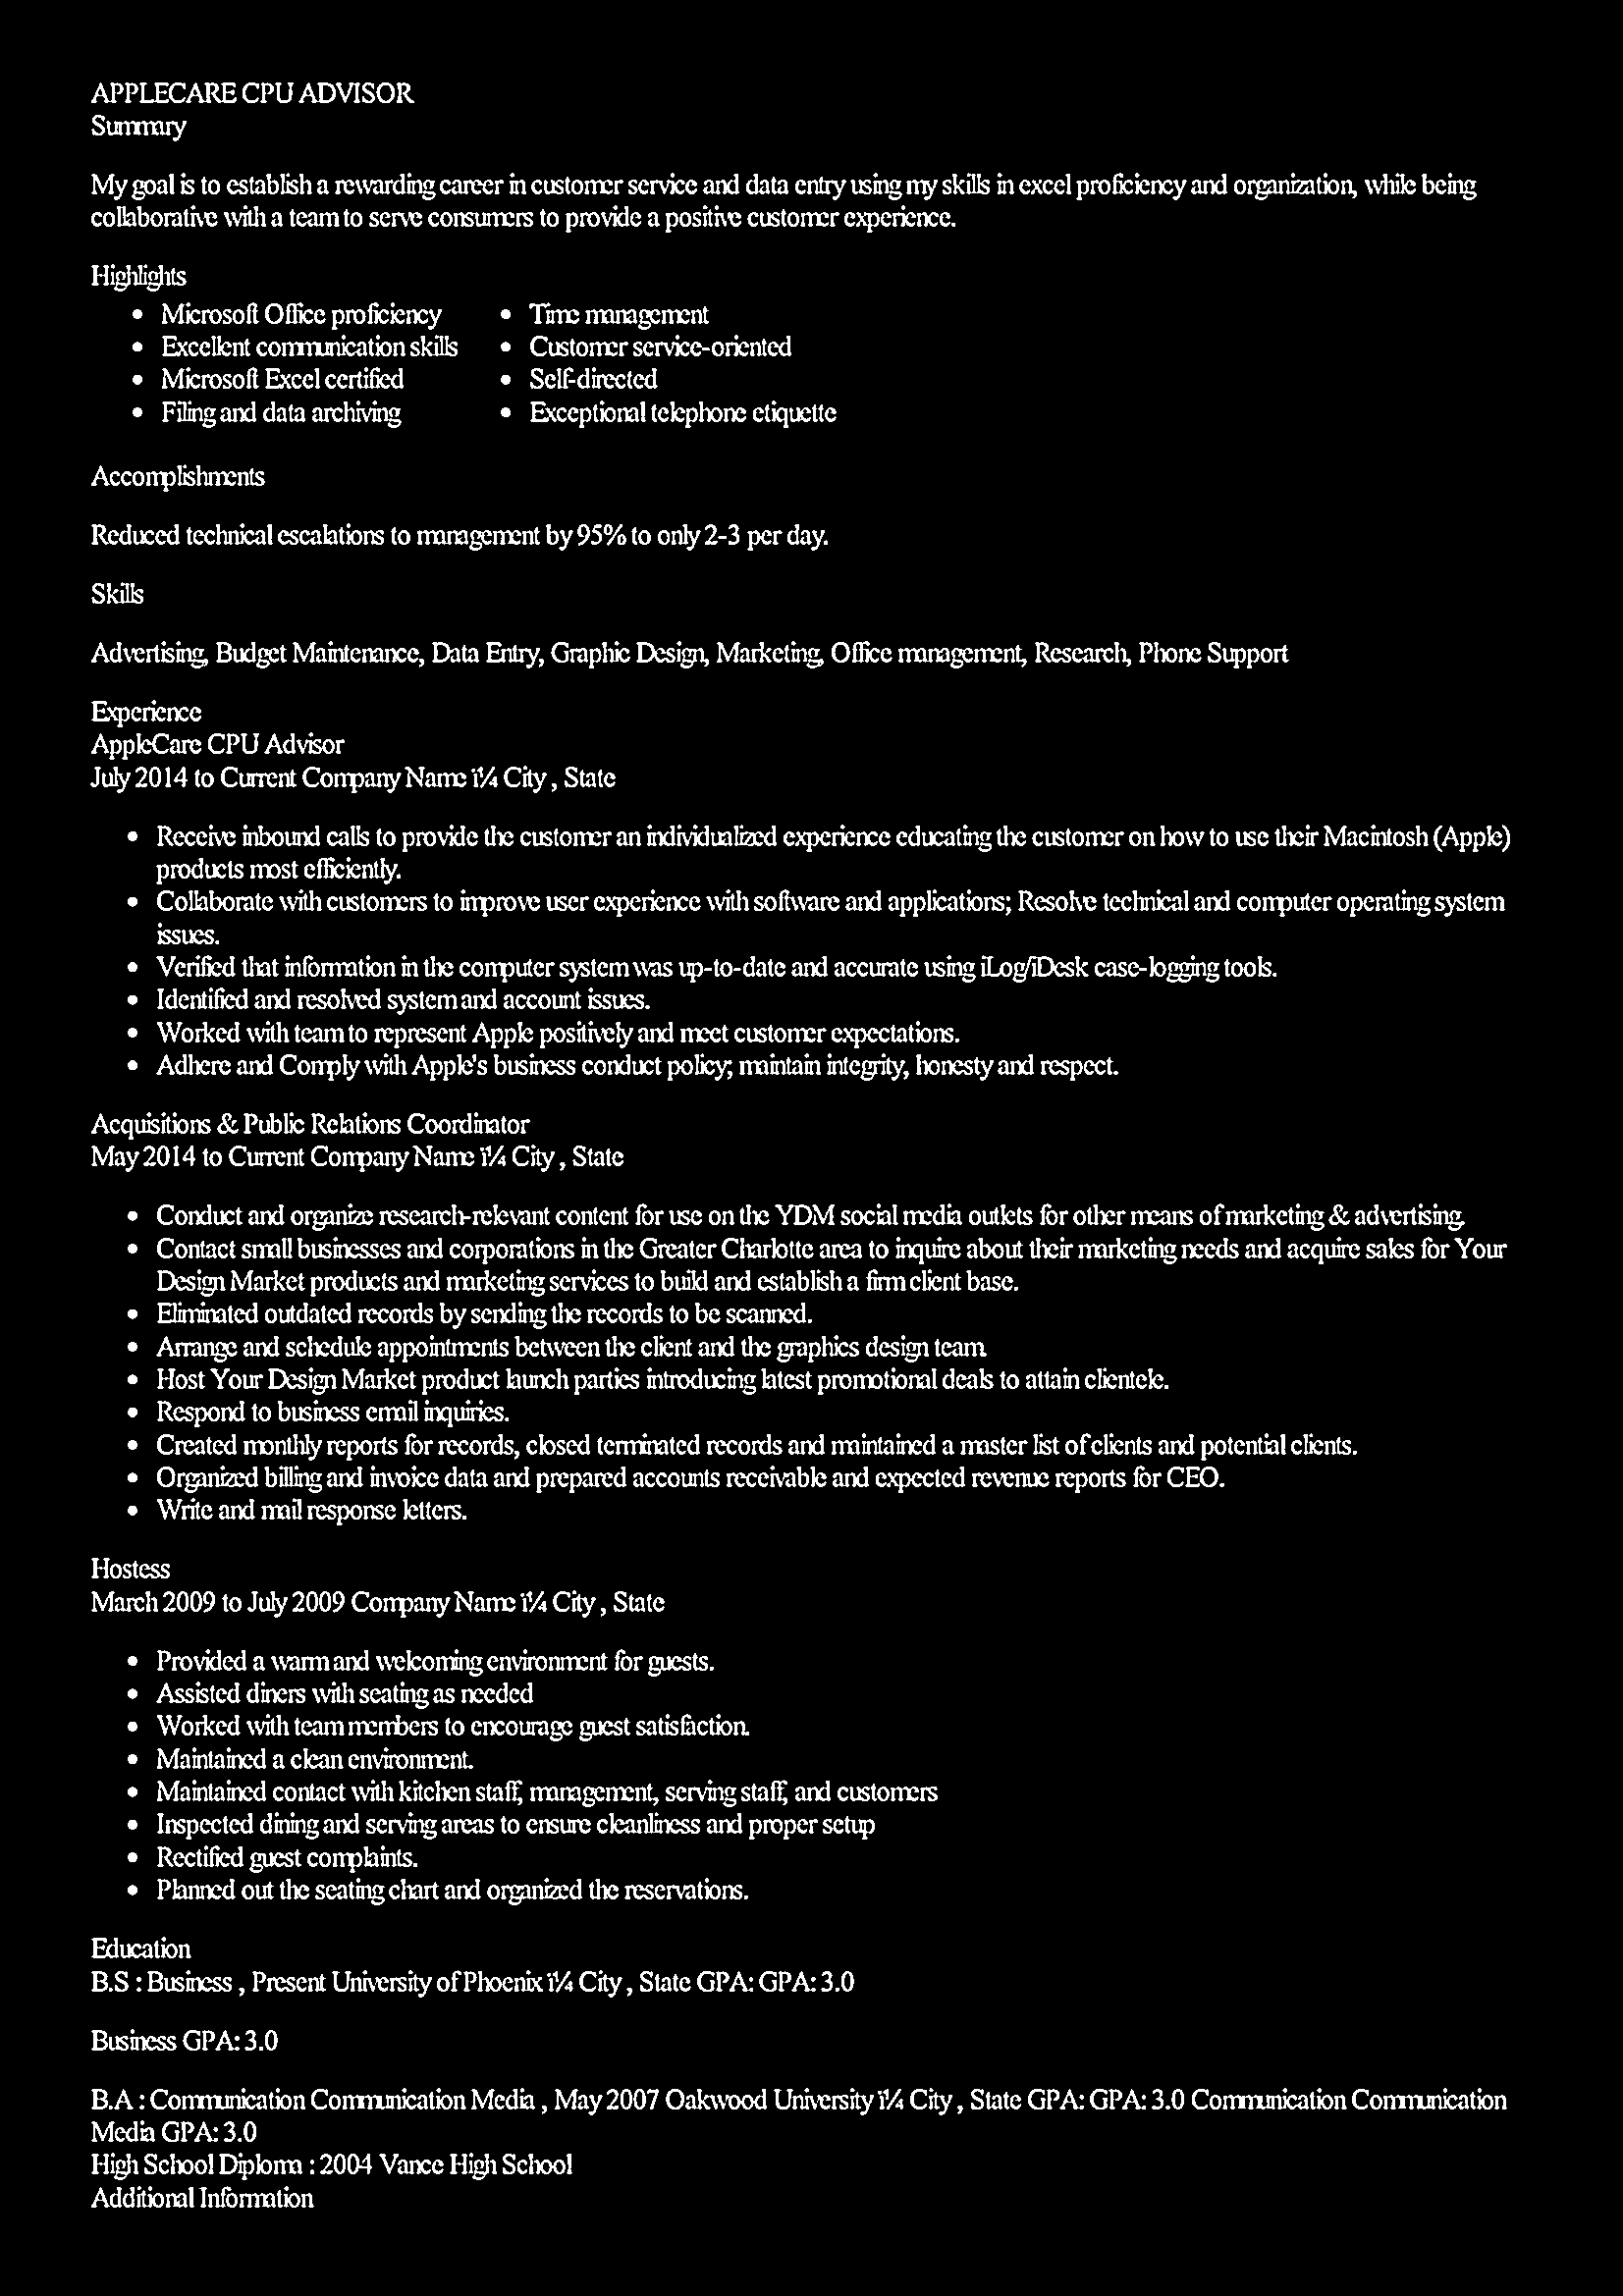 APPLECARE CPU ADVISOR
Summary
My goal is to establish a rewarding career in customer service and data entry using my skills in excel proficiency and organization, while being
collaborative with a team to serve consumers to provide a positive customer experience.
Highlights
• Microsoft Office proficiency
• Excellent communication skills
• Microsoft Excel certified
• Filing and data archiving
• Time management
• Customer service-oriented
• Self-directed
• Exceptional telephone etiquette
Accomplishments
Reduced technical escalations to management by 95% to only 2-3 per day.
Skills
Advertising, Budget Maintenance, Data Entry, Graphic Design, Marketing, Office management, Research, Phone Support
Experience
AppleCare CPU Advisor
July 2014 to Current Company Name ï¼ City , State
• Receive inbound calls to provide the customer an individualized experience educating the customer on how to use their Macintosh (Apple)
products most efficiently.
• Collaborate with customers to improve user experience with software and applications; Resolve technical and computer operating system
issues.
• Verified that information in the computer system was up-to-date and accurate using iLog/iDesk case-logging tools.
• Identified and resolved system and account issues.
• Worked with team to represent Apple positively and meet customer expectations.
• Adhere and Comply with Apple's business conduct policy; maintain integrity, honesty and respect.
Acquisitions & Public Relations Coordinator
May 2014 to Current Company Name ï¼ City , State
• Conduct and organize research-relevant content for use on the YDM social media outlets for other means of marketing & advertising.
• Contact small businesses and corporations in the Greater Charlotte area to inquire about their marketing needs and acquire sales for Your
Design Market products and marketing services to build and establish a firm client base.
• Eliminated outdated records by sending the records to be scanned.
• Arrange and schedule appointments between the client and the graphics design team.
• Host Your Design Market product launch parties introducing latest promotional deals to attain clientele.
• Respond to business email inquiries.
• Created monthly reports for records, closed terminated records and maintained a master list of clients and potential clients.
• Organized billing and invoice data and prepared accounts receivable and expected revenue reports for CEO.
• Write and mail response letters.
Hostess
March 2009 to July 2009 Company Name ï¼ City , State
• Provided a warm and welcoming environment for guests.
• Assisted diners with seating as needed
• Worked with team members to encourage guest satisfaction.
• Maintained a clean environment.
• Maintained contact with kitchen staff, management, serving staff, and customers
• Inspected dining and serving areas to ensure cleanliness and proper setup
• Rectified guest complaints.
• Planned out the seating chart and organized the reservations.
Education
B.S : Business , Present University of Phoenix ï¼ City , State GPA: GPA: 3.0
Business GPA: 3.0
B.A : Communication Communication Media , May 2007 Oakwood University ï¼ City , State GPA: GPA: 3.0 Communication Communication
Media GPA: 3.0
High School Diploma : 2004 Vance High School
Additional Information